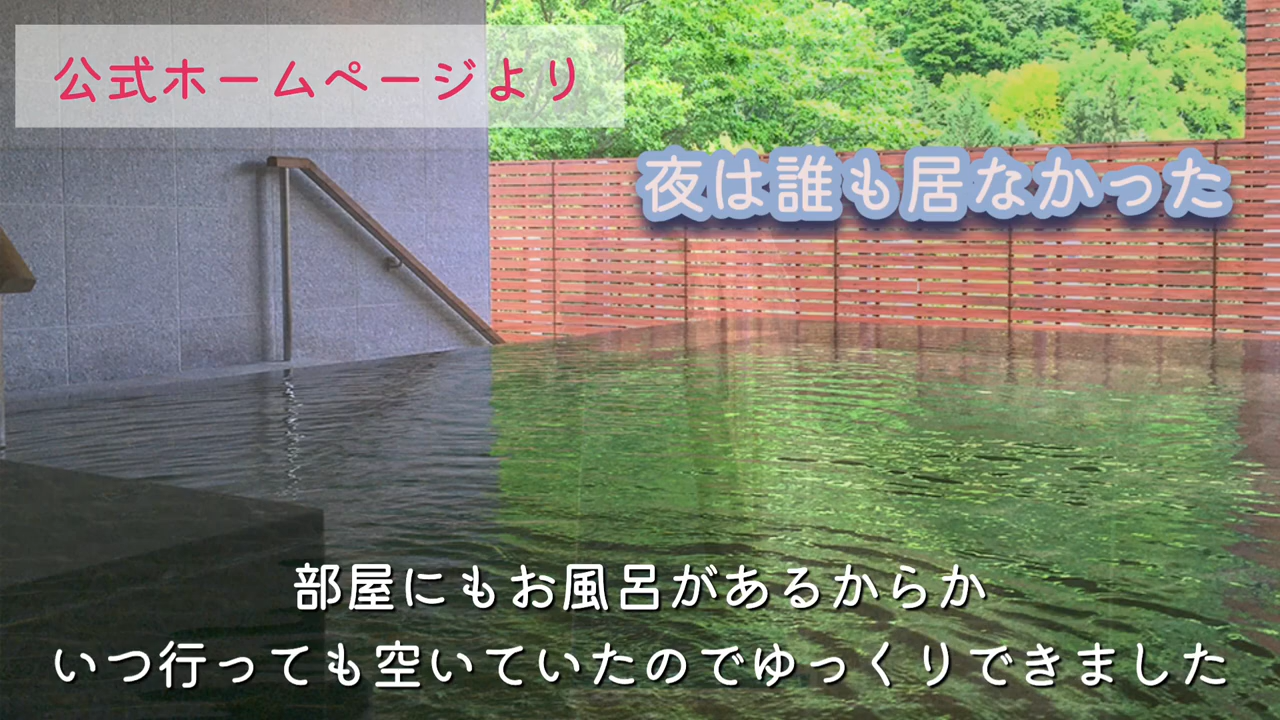 公式ホームページより
夜は誰も居なかった
部屋にもお風呂があるからか
いつ行っても空いていたのでゆっくりできました